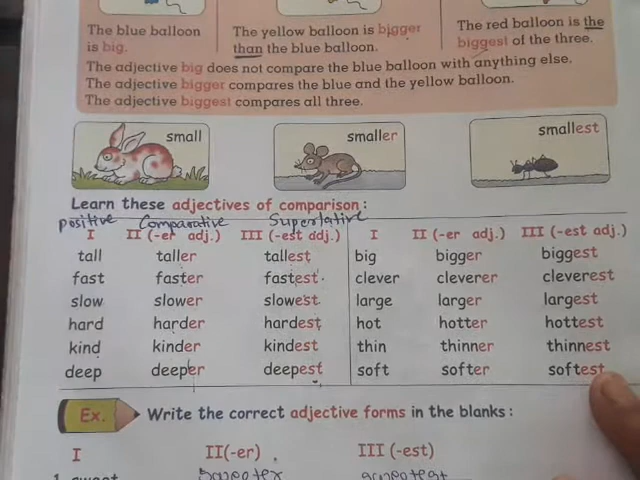 The blue balloon is big.
The yellow balloon is bigger than the blue balloon.
The red balloon is the biggest of the three.
The adjective big does not compare the blue balloon with anything else.
The adjective bigger compares the blue and the yellow balloon.
The adjective biggest compares all three.
small smaller smallest
Learn these adjectives of comparison:
positive Comparative Superlative
I II (-er adj.) III (-est adj.) I II (-er adj.) III (-est adj.)
tall taller tallest big bigger biggest
fast faster fastest clever cleverer cleverest
slow slower slowest large larger largest
hard harder hardest hot hotter hottest
kind kinder kindest thin thinner thinnest
deep deeper deepest soft softer softest
Ex. Write the correct adjective forms in the blanks:
I II(-er) III (-est)
1. sweet sweeter sweetest